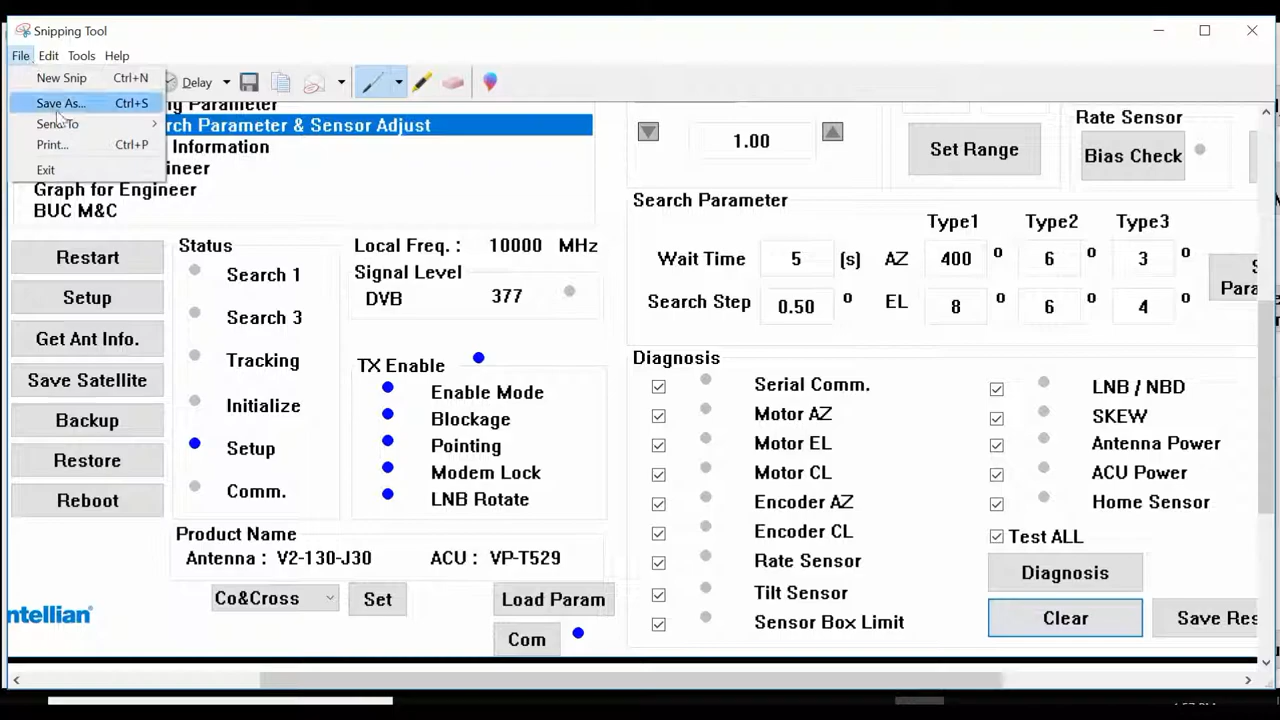 Snipping Tool
File Edit Tools Help
New Snip Ctrl+N
Save As... Ctrl+S
Send To
Print... Ctrl+P
Exit
Delay
Parameter
Parameter & Sensor Adjust
Information
Graph for Engineer
BUC M&C
1.00
Set Range
Rate Sensor
Bias Check
Search Parameter
Type1 Type2 Type3
Wait Time 5 (s) AZ 400 o 6 o 3 o
Search Step 0.50 o EL 8 o 6 o 4 o
Para
Restart
Setup
Get Ant Info.
Save Satellite
Backup
Restore
Reboot
Status
Search 1
Search 3
Tracking
Initialize
Setup
Comm.
Local Freq. : 10000 MHz
Signal Level
DVB 377
TX Enable
Enable Mode
Blockage
Pointing
Modem Lock
LNB Rotate
Product Name
Antenna : V2-130-J30 ACU : VP-T529
Co&Cross Set Load Param
Com
ntellian
Diagnosis
Serial Comm.
Motor AZ
Motor EL
Motor CL
Encoder AZ
Encoder CL
Rate Sensor
Tilt Sensor
Sensor Box Limit
LNB / NBD
SKEW
Antenna Power
ACU Power
Home Sensor
Test ALL
Diagnosis
Clear Save Res